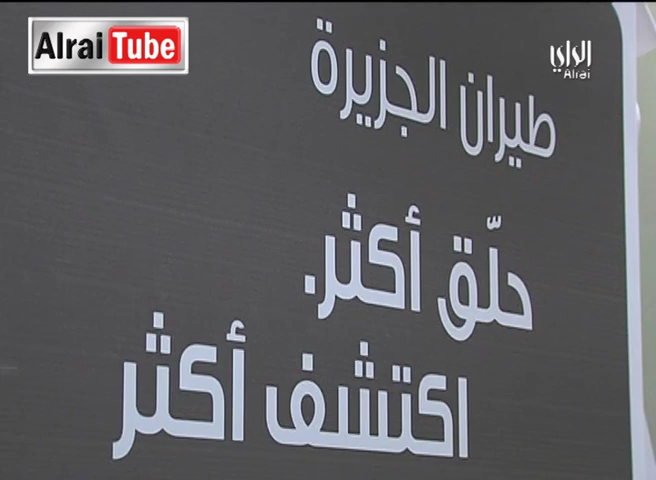 Alrai Tube
الراي
Alrai
طيران الجزيرة
حلّق أكثر.
اكتشف أكثر